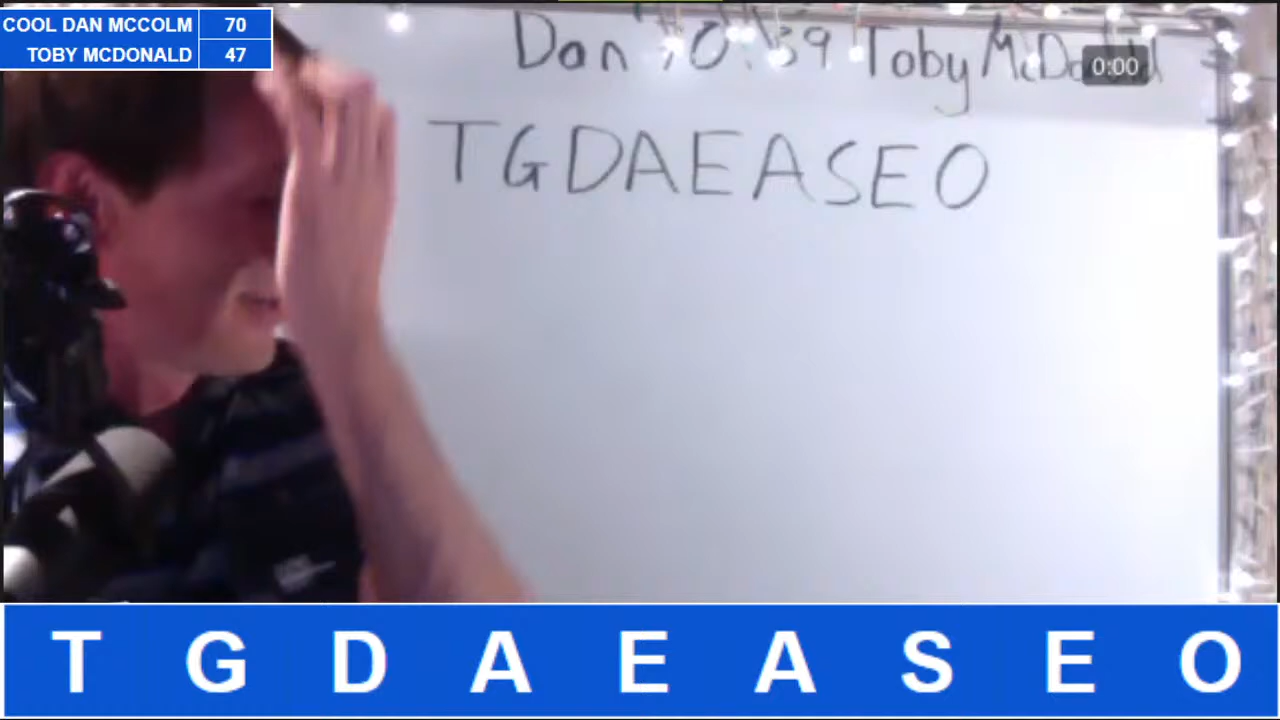 COOL DAN MCCOLM 70
TOBY MCDONALD 47
Dan 70:39 Toby
0:00
TGDAEASEO
T G D A E A S E O